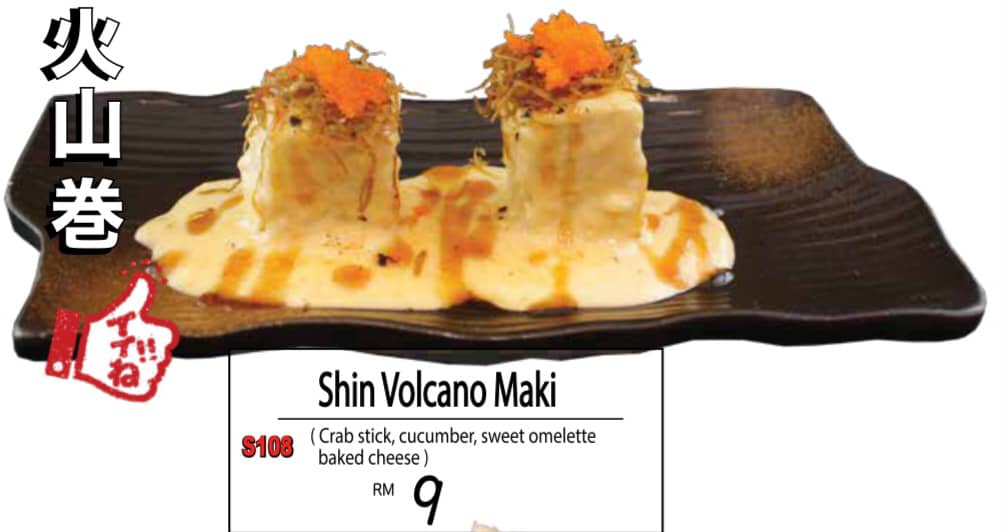 火山巻
イイね!!
Shin Volcano Maki
S108
( Crab stick, cucumber, sweet omelette
baked cheese )
RM 9